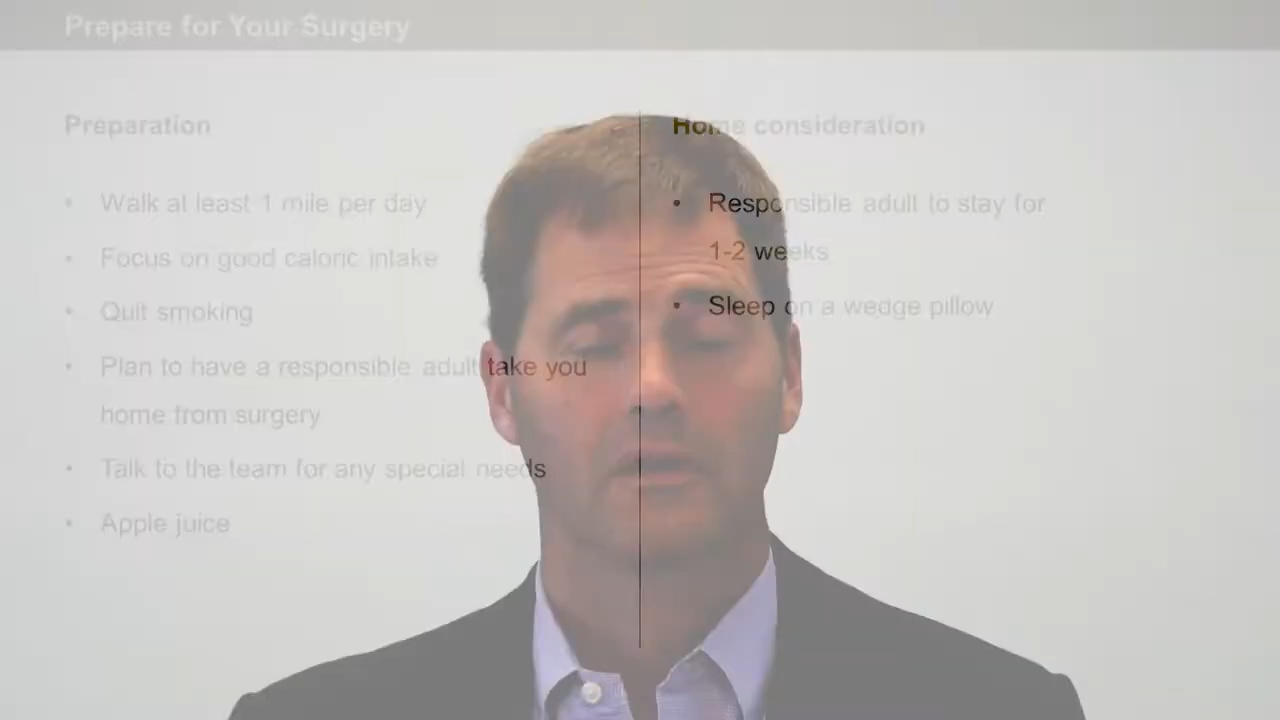 Prepare for Your Surgery
Preparation
• Walk at least 1 mile per day
• Focus on good caloric intake
• Quit smoking
• Plan to have a responsible adult take you
home from surgery
• Talk to the team for any special needs
• Apple juice
Home consideration
• Responsible adult to stay for
1-2 weeks
• Sleep on a wedge pillow